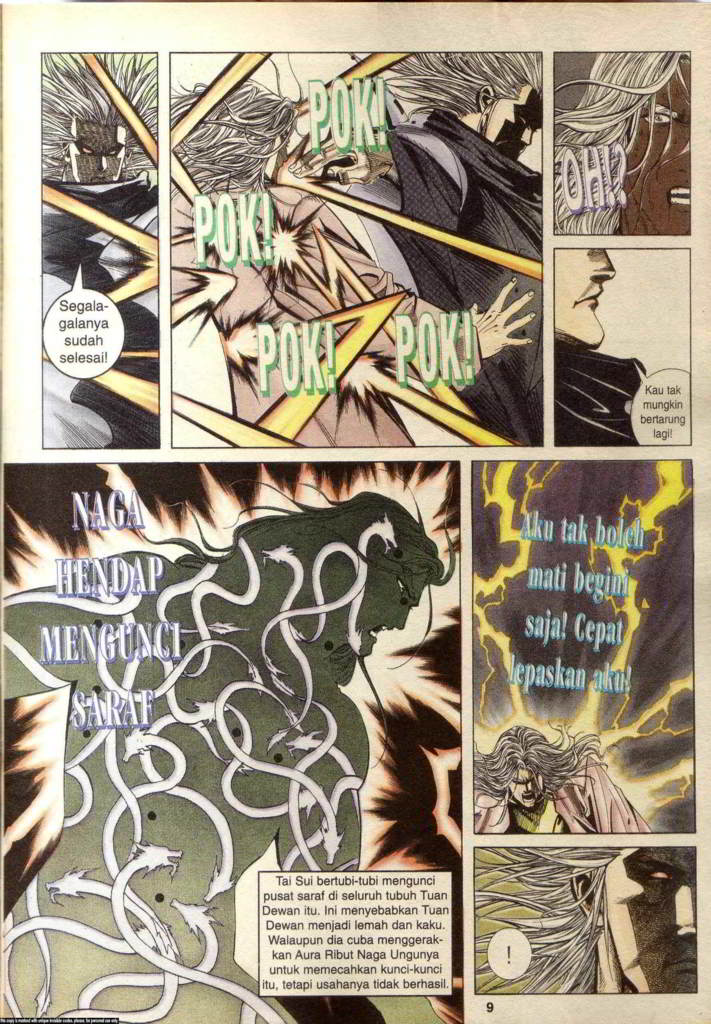 Segala-
galanya
sudah
selesai!
POK!
POK!
POK!
POK!
OH!?
Kau tak
mungkin
bertarung
lagi!
NAGA
HENDAP
MENGUNCI
SARAF
Aku tak boleh
mati begini
saja! Cepat
lepaskan aku!
Tai Sui bertubi-tubi mengunci
pusat saraf di seluruh tubuh Tuan
Dewan itu. Ini menyebabkan Tuan
Dewan menjadi lemah dan kaku.
Walaupun dia cuba menggerak-
kan Aura Ribut Naga Ungunya
untuk memecahkan kunci-kunci
itu, tetapi usahanya tidak berhasil.
!
9